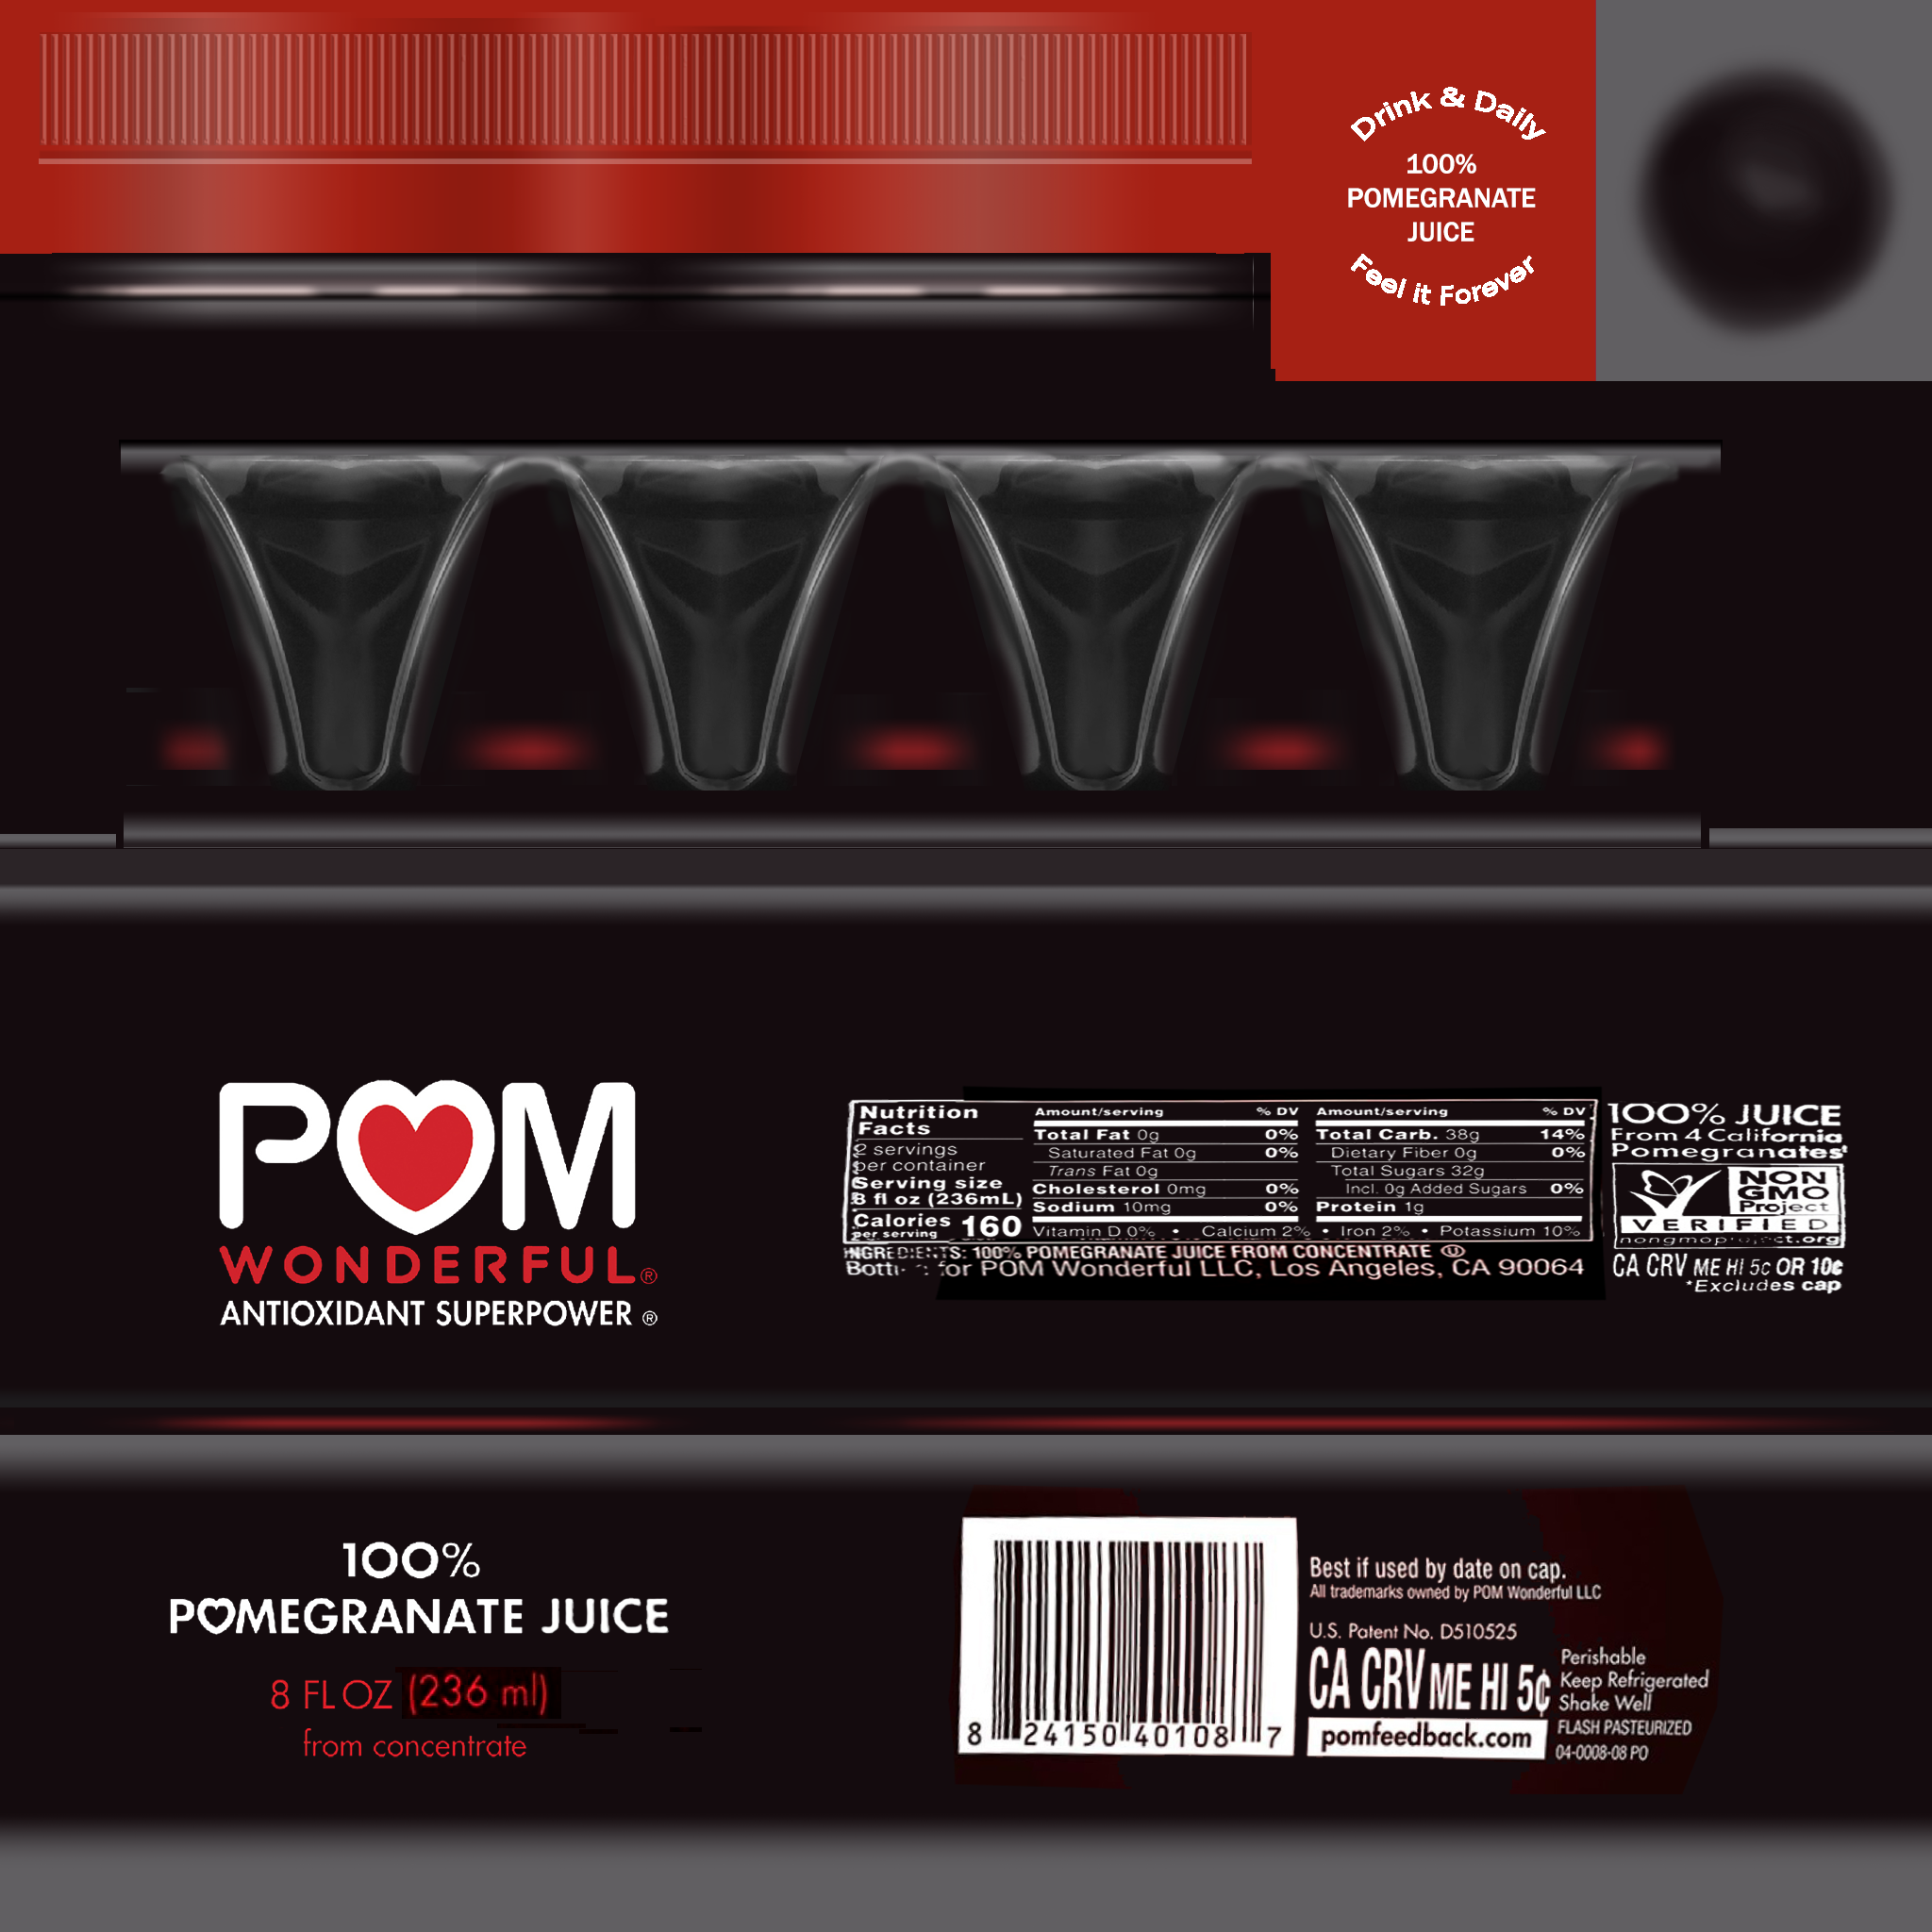 Drink & Daily
100%
POMEGRANATE
JUICE
Feel it Forever
POM
WONDERFUL®
ANTIOXIDANT SUPERPOWER ®
Nutrition
Facts
2 servings
per container
Serving size
8 fl oz (236mL)
Calories 160
per serving
Amount/serving % DV
Total Fat 0g 0%
Saturated Fat 0g 0%
Trans Fat 0g
Cholesterol 0mg 0%
Sodium 10mg 0%
Amount/serving % DV
Total Carb. 38g 14%
Dietary Fiber 0g 0%
Total Sugars 32g
Incl. 0g Added Sugars 0%
Protein 1g
Vitamin D 0% • Calcium 2% • Iron 2% • Potassium 10%
INGREDIENTS: 100% POMEGRANATE JUICE FROM CONCENTRATE Ⓤ
for POM Wonderful LLC, Los Angeles, CA 90064
100% JUICE
From 4 California
Pomegranates*
NON
GMO
Project
VERIFIED
nongmoproject.org
CA CRV ME HI 5¢ OR 10¢
*Excludes cap
100%
POMEGRANATE JUICE
8 FL OZ (236 ml)
from concentrate
8 24150 40108 7
Best if used by date on cap.
All trademarks owned by POM Wonderful LLC
U.S. Patent No. D510525
CA CRV ME HI 5¢
pomfeedback.com
Perishable
Keep Refrigerated
Shake Well
FLASH PASTEURIZED
04-0008-08 PO